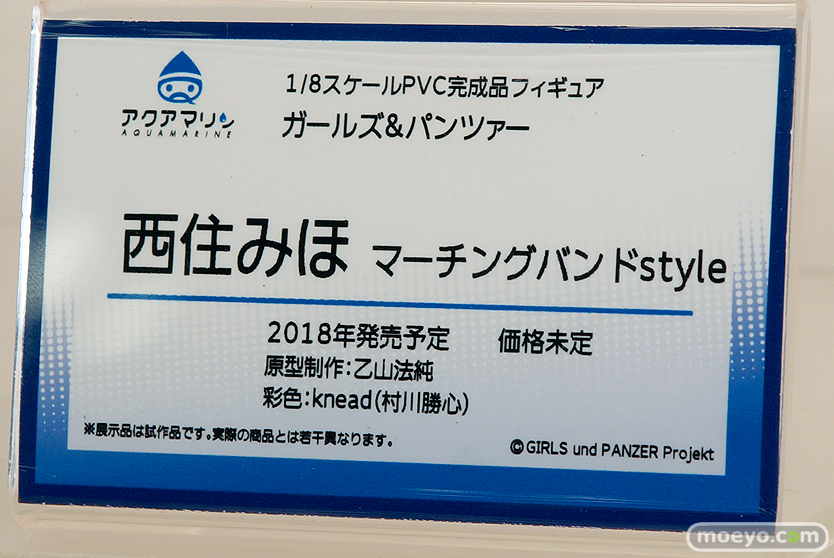 1/8スケールPVC完成品フィギュア
アクアマリン
AQUAMARINE
ガールズ&パンツァー
西住みほ マーチングバンドstyle
2018年発売予定 価格未定
原型制作:乙山法純
彩色:knead(村川勝心)
※展示品は試作品です。実際の商品とは若干異なります。
©GIRLS und PANZER Projekt
moeyo.com